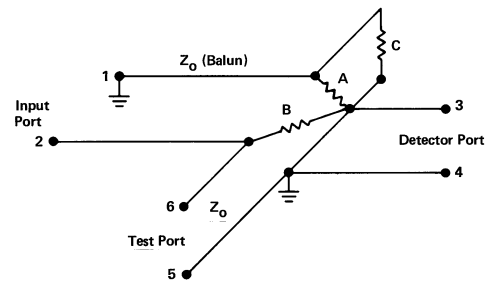 C
Z₀ (Balun)
1
A
Input
Port
B
3
2
Detector Port
4
6
Z₀
Test Port
5